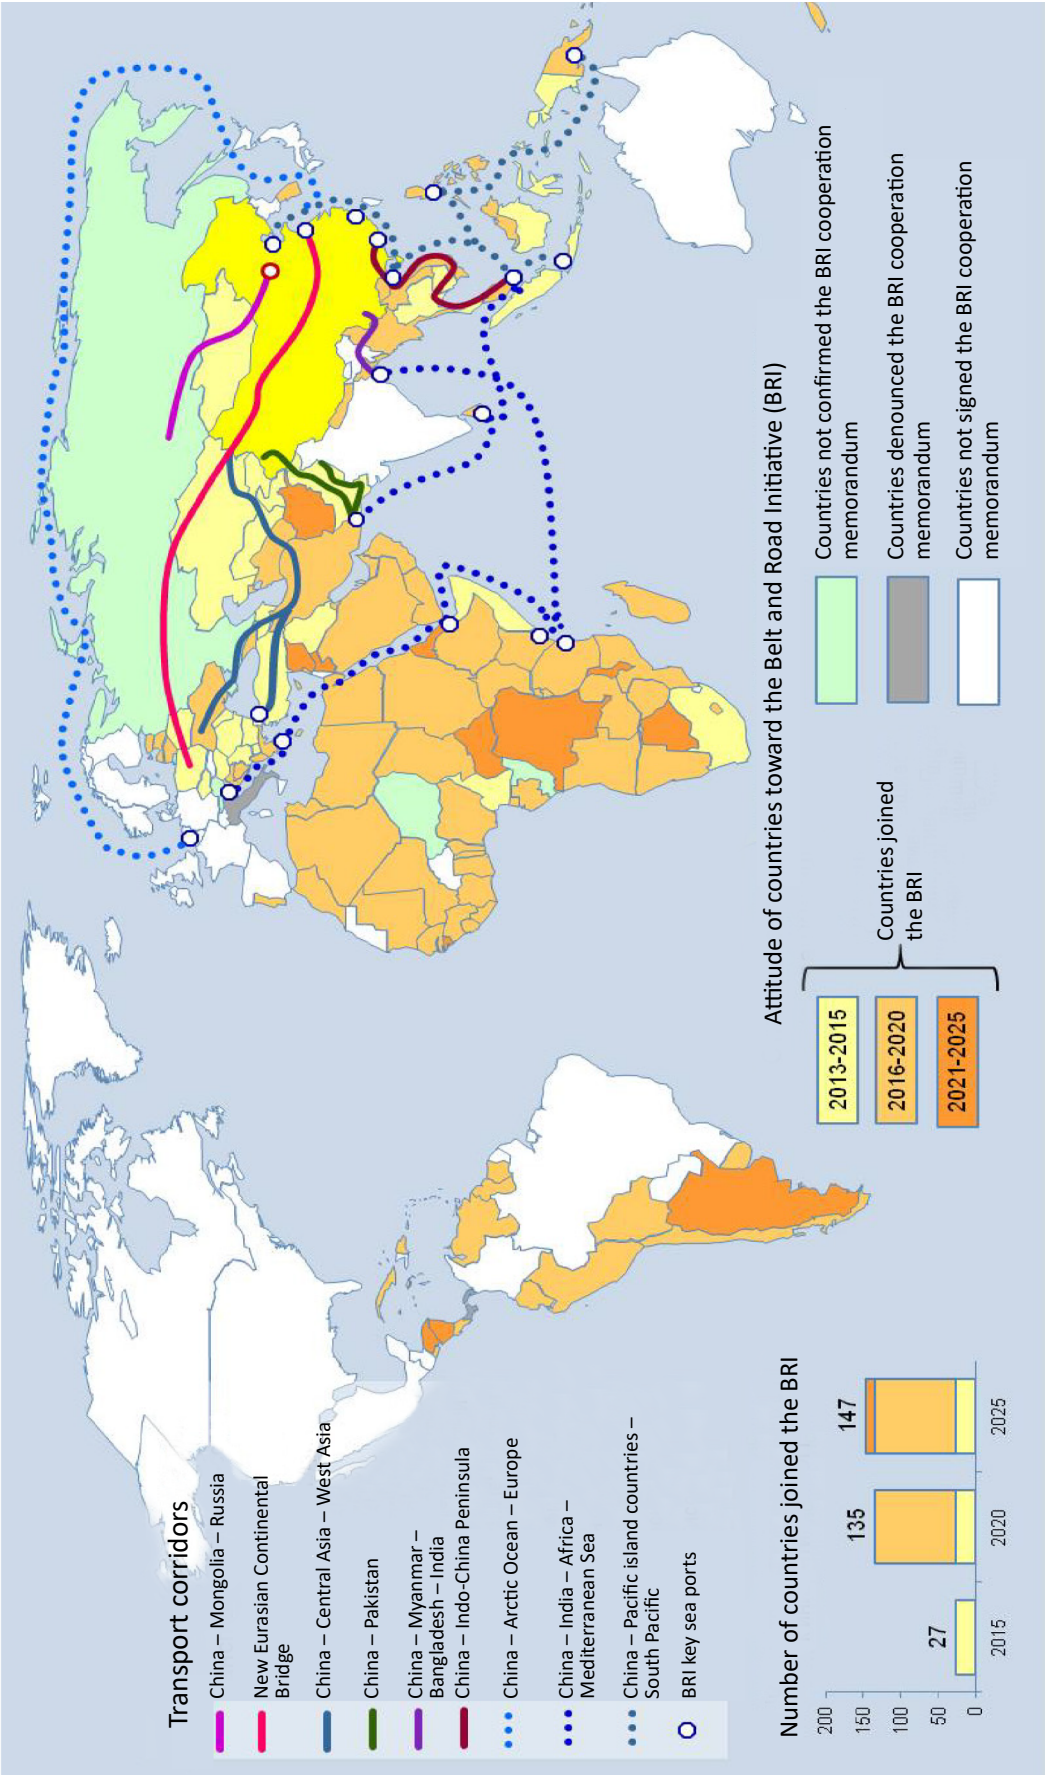 Transport corridors
China – Mongolia – Russia
New Eurasian Continental
Bridge
China – Central Asia – West Asia
China – Pakistan
China – Myanmar –
Bangladesh – India
China – Indo-China Peninsula
China – Arctic Ocean – Europe
China – India – Africa –
Mediterranean Sea
China – Pacific island countries –
South Pacific
BRI key sea ports
Number of countries joined the BRI
200
150
100
50
0
27
135
147
2015
2020
2025
Attitude of countries toward the Belt and Road Initiative (BRI)
2013-2015
2016-2020
2021-2025
Countries joined
the BRI
Countries not confirmed the BRI cooperation
memorandum
Countries denounced the BRI cooperation
memorandum
Countries not signed the BRI cooperation
memorandum